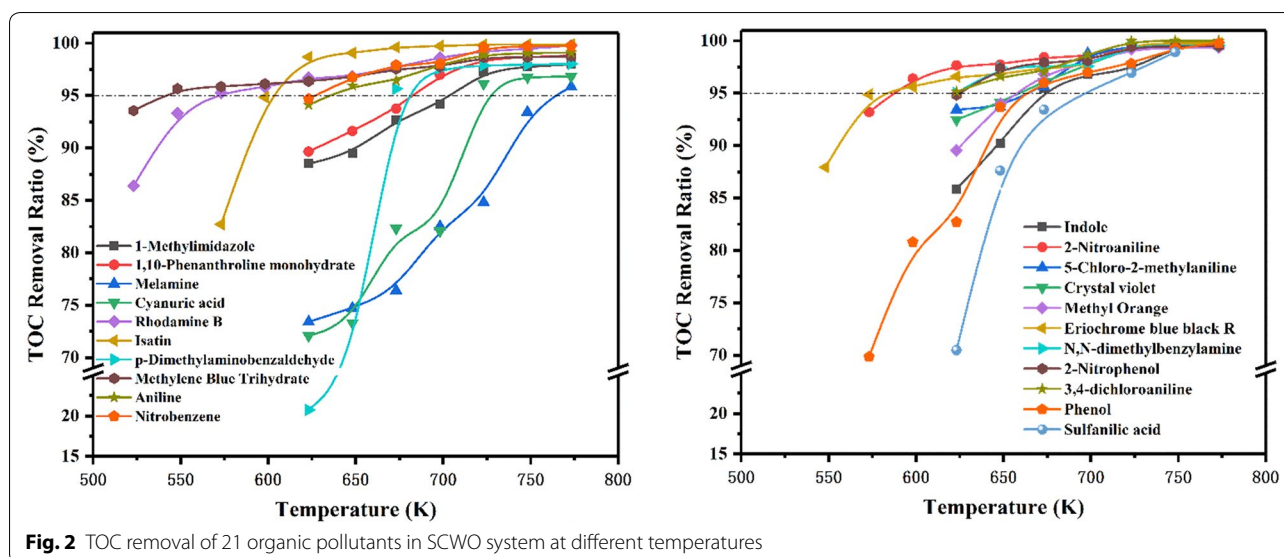 TOC Removal Ratio (%)
100
95
90
85
80
75
70
20
15
1-Methylimidazole
1,10-Phenanthroline monohydrate
Melamine
Cyanuric acid
Rhodamine B
Isatin
p-Dimethylaminobenzaldehyde
Methylene Blue Trihydrate
Aniline
Nitrobenzene
500 550 600 650 700 750 800
Temperature (K)
TOC Removal Ratio (%)
100
95
90
85
80
75
70
20
15
Indole
2-Nitroaniline
5-Chloro-2-methylaniline
Crystal violet
Methyl Orange
Eriochrome blue black R
N,N-dimethylbenzylamine
2-Nitrophenol
3,4-dichloroaniline
Phenol
Sulfanilic acid
500 550 600 650 700 750 800
Temperature (K)
Fig. 2 TOC removal of 21 organic pollutants in SCWO system at different temperatures